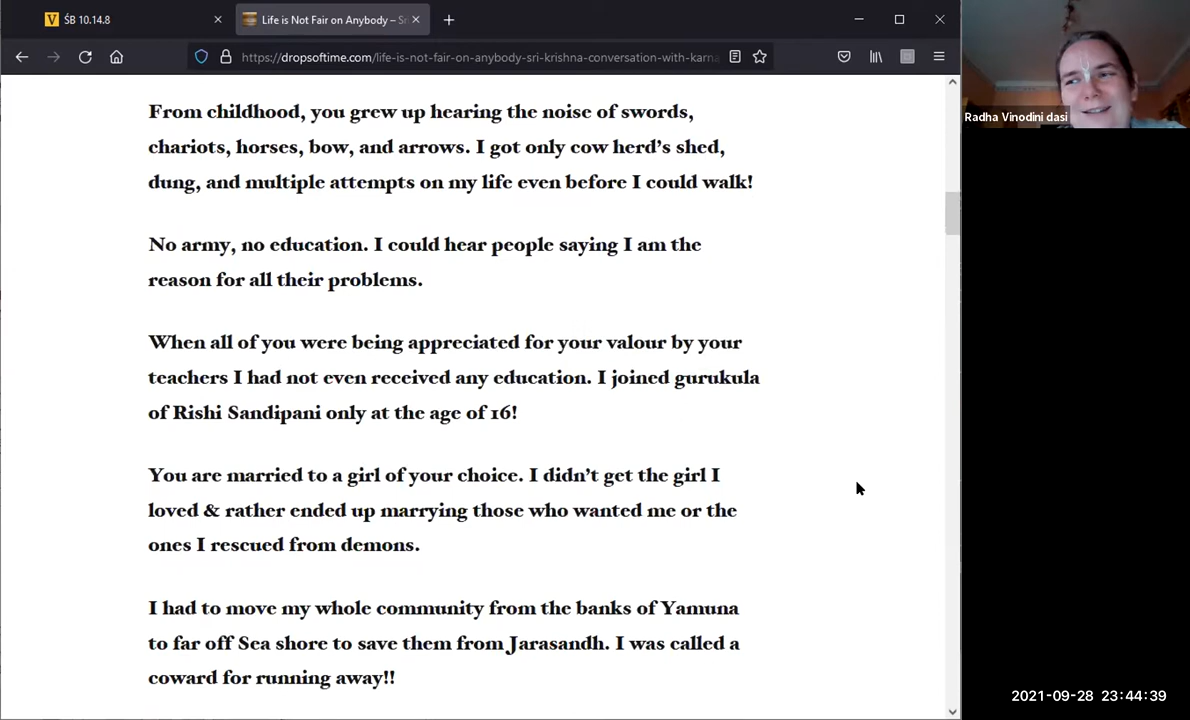 ŚB 10.14.8
Life is Not Fair on Anybody – Sr
https://dropsoftime.com/life-is-not-fair-on-anybody-sri-krishna-conversation-with-karna
Radha Vinodini dasi
From childhood, you grew up hearing the noise of swords,
chariots, horses, bow, and arrows. I got only cow herd's shed,
dung, and multiple attempts on my life even before I could walk!
No army, no education. I could hear people saying I am the
reason for all their problems.
When all of you were being appreciated for your valour by your
teachers I had not even received any education. I joined gurukula
of Rishi Sandipani only at the age of 16!
You are married to a girl of your choice. I didn't get the girl I
loved & rather ended up marrying those who wanted me or the
ones I rescued from demons.
I had to move my whole community from the banks of Yamuna
to far off Sea shore to save them from Jarasandh. I was called a
coward for running away!!
2021-09-28 23:44:39